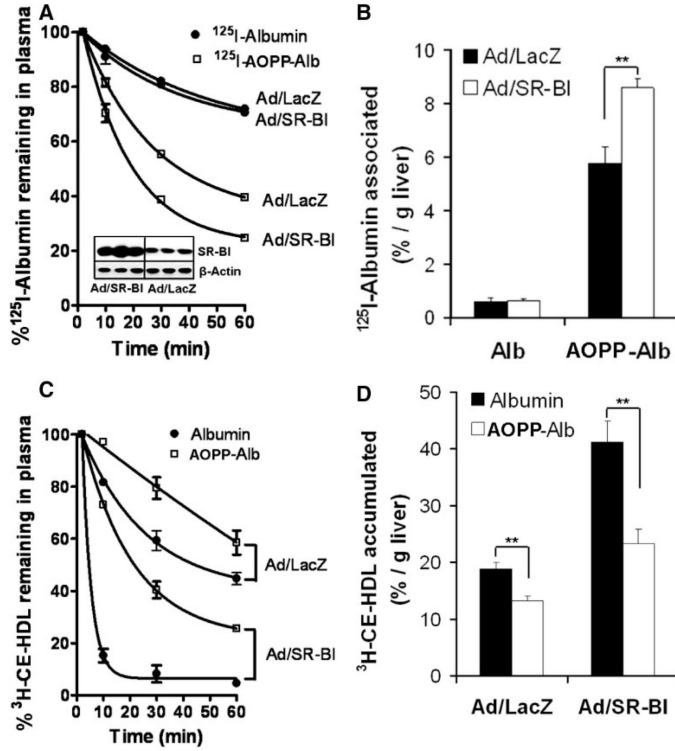 A
%¹²⁵I-Albumin remaining in plasma
100
80
60
40
20
0
¹²⁵I-Albumin
¹²⁵I-AOPP-Alb
Ad/LacZ
Ad/SR-BI
Ad/LacZ
Ad/SR-BI
SR-BI
β-Actin
Ad/SR-BI Ad/LacZ
0 10 20 30 40 50 60
Time (min)
B
¹²⁵I-Albumin associated
(% / g liver)
10
8
6
4
2
0
Ad/LacZ
Ad/SR-BI
**
Alb AOPP-Alb
C
% ³H-CE-HDL remaining in plasma
100
80
60
40
20
0
Albumin
AOPP-Alb
Ad/LacZ
Ad/SR-BI
0 10 20 30 40 50 60
Time (min)
D
³H-CE-HDL accumulated
(% / g liver)
50
40
30
20
10
0
Albumin
AOPP-Alb
**
**
Ad/LacZ Ad/SR-BI